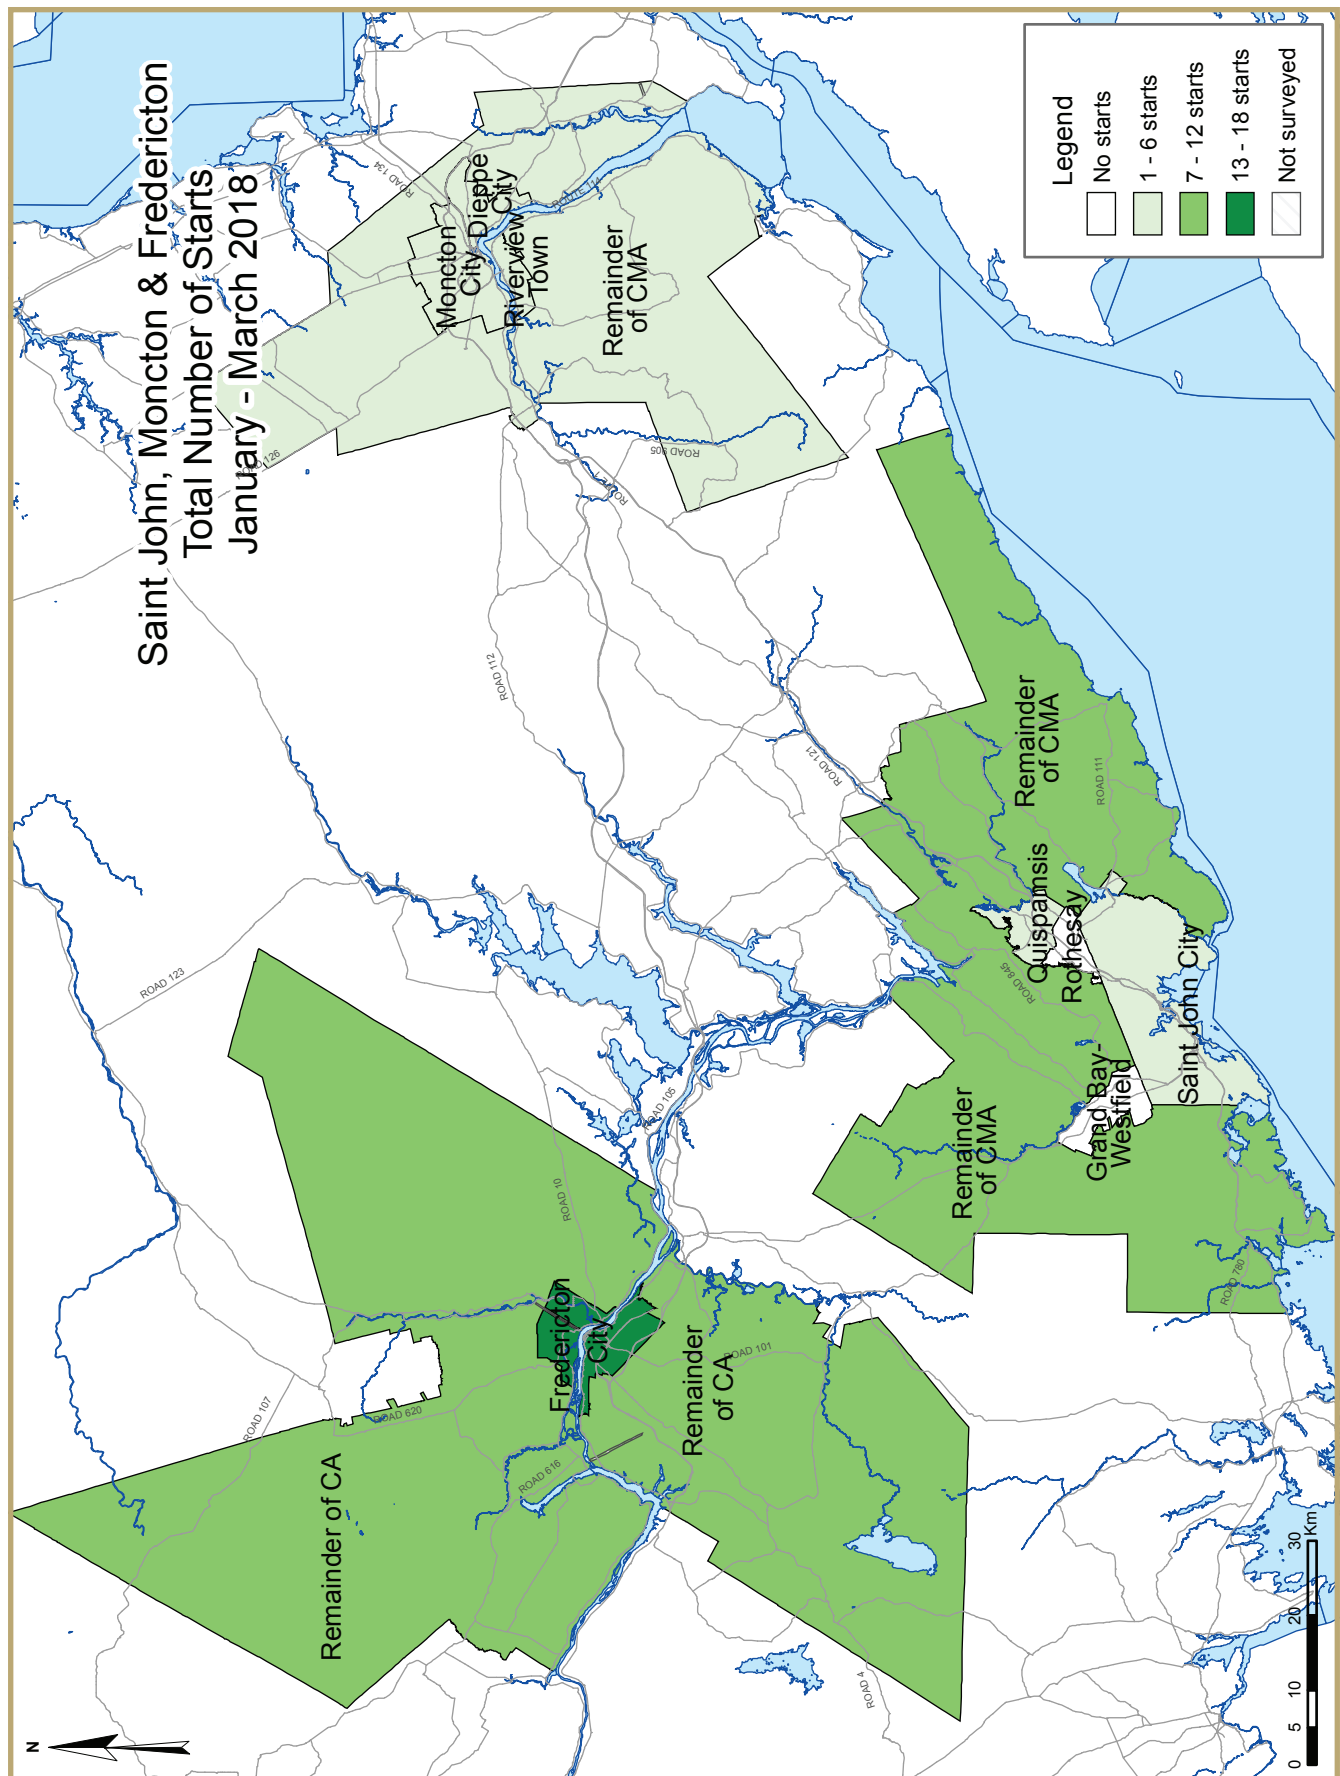 Saint John, Moncton & Fredericton
Total Number of Starts
January - March 2018
Legend
No starts
1 - 6 starts
7 - 12 starts
13 - 18 starts
Not surveyed
N
ROAD 134
ROAD 126
Moncton
City
Dieppe
City
Riverview
Town
ROUTE 114
Remainder
of CMA
ROAD 905
ROUTE 1
ROAD 112
ROAD 123
ROAD 121
Remainder
of CMA
ROAD 111
Quispamsis
Rothesay
ROAD 845
Saint John City
Grand Bay-
Westfield
Remainder
of CMA
ROAD 780
ROAD 105
ROAD 10
Fredericton
City
ROAD 107
ROAD 620
ROAD 616
Remainder of CA
Remainder
of CA
ROAD 101
ROAD 4
0 5 10 20 30
Km